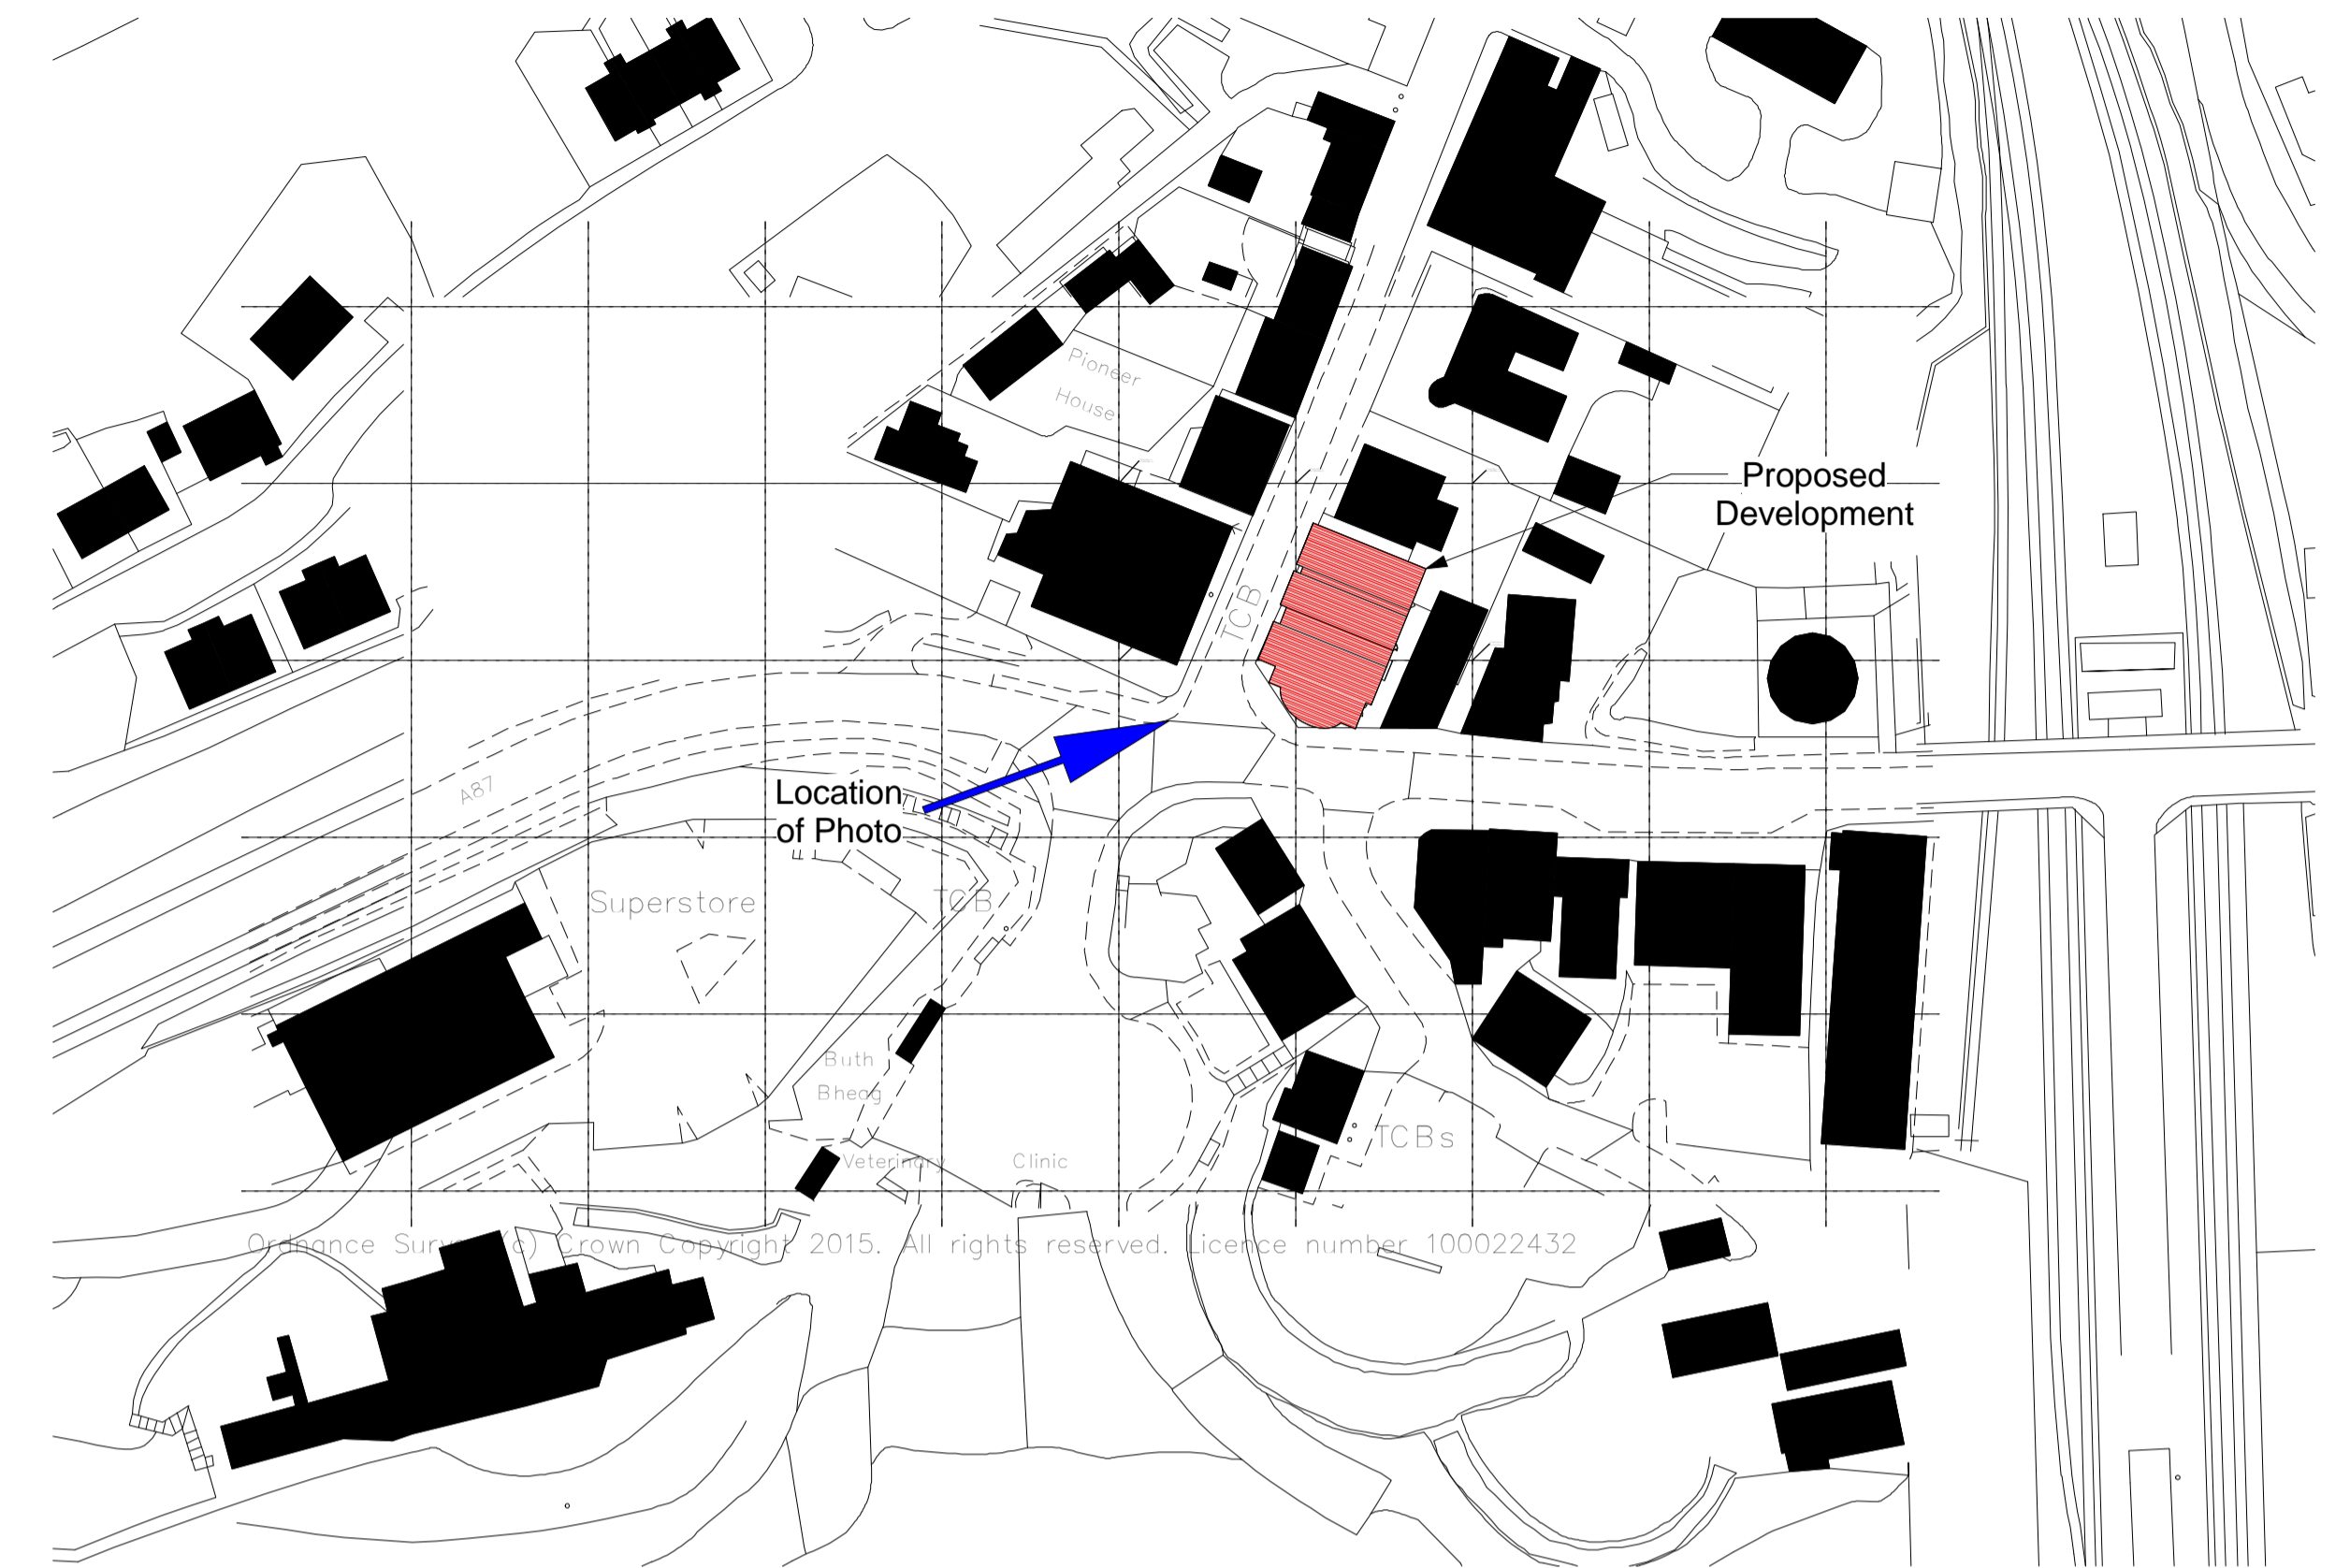 Pioneer
House
Proposed
Development
TCB
A87
Location
of Photo
Superstore
TCB
Buth
Bheag
TCBs
Veterinary
Clinic
Ordnance Survey (c) Crown Copyright 2015. All rights reserved. Licence number 100022432